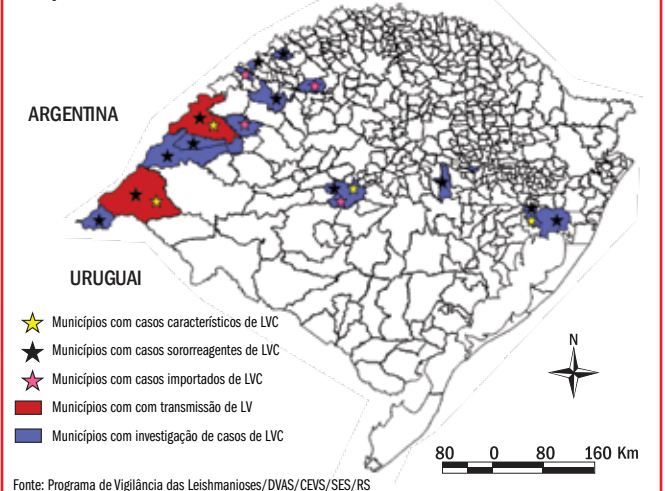 ARGENTINA
URUGUAI
Municípios com casos característicos de LVC
Municípios com casos sororreagentes de LVC
Municípios com casos importados de LVC
Municípios com com transmissão de LV
Municípios com investigação de casos de LVC
N
80 0 80 160 Km
Fonte: Programa de Vigilância das Leishmanioses/DVAS/CEVS/SES/RS